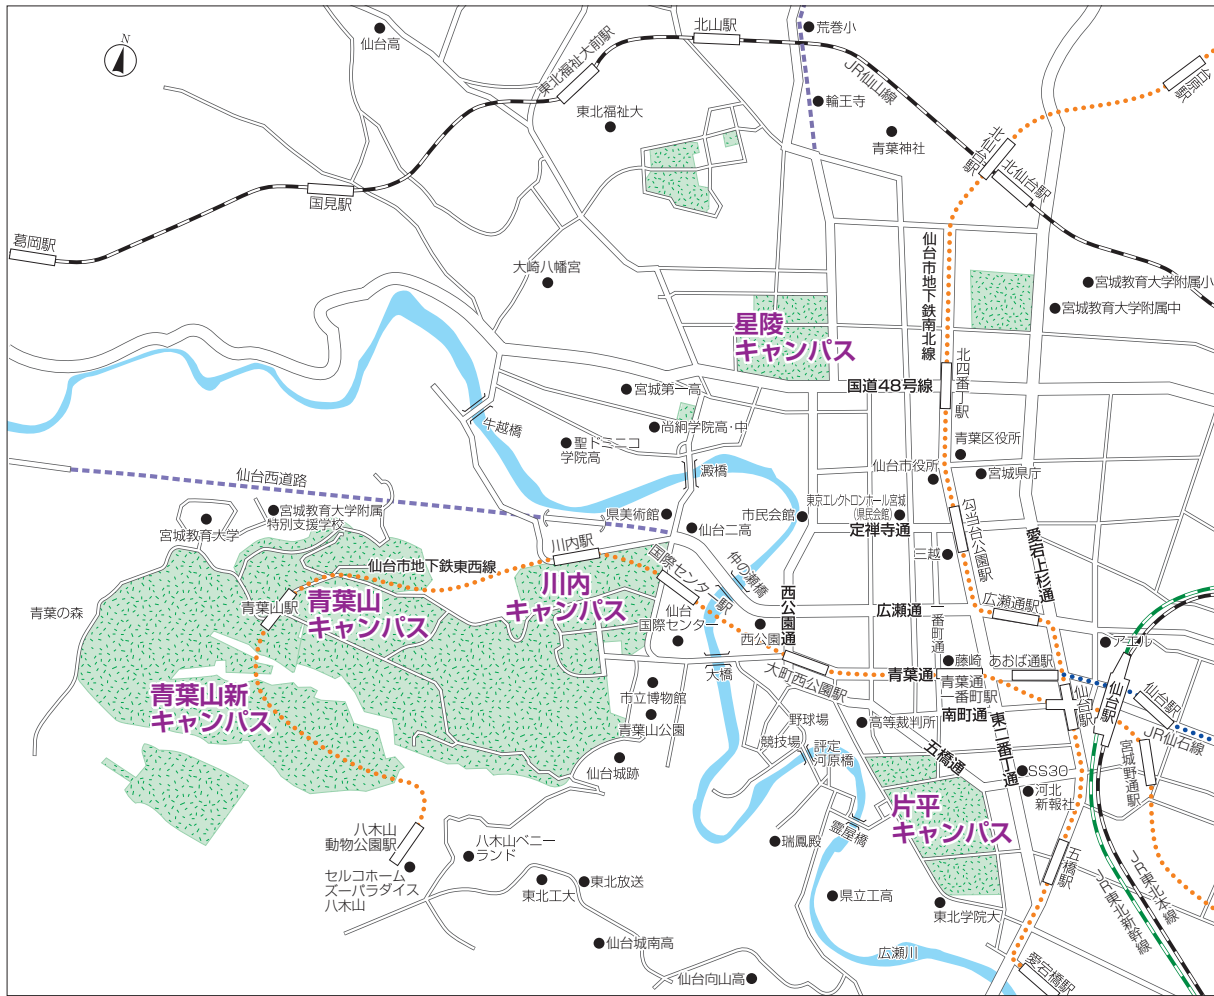 N
仙台高
東北福祉大前駅
北山駅
荒巻小
JR仙山線
台原駅
東北福祉大
輪王寺
青葉神社
北仙台駅
北仙台駅
国見駅
葛岡駅
大崎八幡宮
仙台市地下鉄南北線
宮城教育大学附属小
宮城教育大学附属中
星陵
キャンパス
国道48号線
北四番丁駅
宮城第一高
尚絅学院高・中
牛越橋
聖ドミニコ
学院高
澱橋
青葉区役所
仙台市役所
宮城県庁
仙台西道路
宮城教育大学附属
特別支援学校
宮城教育大学
県美術館
仙台二高
市民会館
東京エレクトロンホール宮城
(県民会館)
定禅寺通
勾当台公園駅
愛宕上杉通
三越
川内駅
国際センター駅
仲の瀬橋
仙台市地下鉄東西線
川内
キャンパス
青葉山
キャンパス
青葉山駅
青葉の森
仙台
国際センター
西公園
西公園通
広瀬通
一番町通
広瀬通駅
アエル
大橋
大町西公園駅
青葉通
藤崎
あおば通駅
青葉通
一番町駅
仙台駅
仙台駅
仙台駅
JR仙石線
青葉山新
キャンパス
市立博物館
青葉山公園
野球場
競技場
評定
河原橋
高等裁判所
南町通
東二番丁通
五橋通
宮城野通駅
仙台城跡
SS30
河北
新報社
片平
キャンパス
八木山
動物公園駅
八木山ベニー
ランド
セルコホーム
ズーパラダイス
八木山
東北工大
東北放送
瑞鳳殿
霊屋橋
県立工高
東北学院大
五橋駅
JR東北本線
JR東北新幹線
仙台城南高
広瀬川
仙台向山高
愛宕橋駅